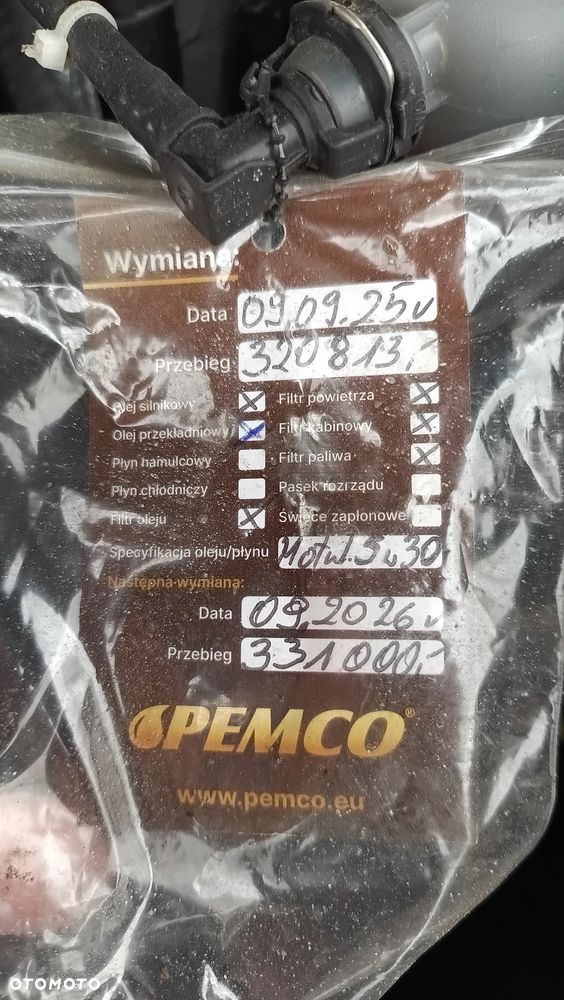 Wymiana:
Data 09.09.25r
Przebieg 320813,-
Olej silnikowy
Filtr powietrza
Olej przekładniowy
Filtr kabinowy
Płyn hamulcowy
Filtr paliwa
Płyn chłodniczy
Pasek rozrządu
Filtr oleju
Świece zapłonowe
Specyfikacja oleju/płynu Motul 5w30
Następna wymiana:
Data 09.2026r
Przebieg 331000,-
PEMCO®
www.pemco.eu
OTOMOTO